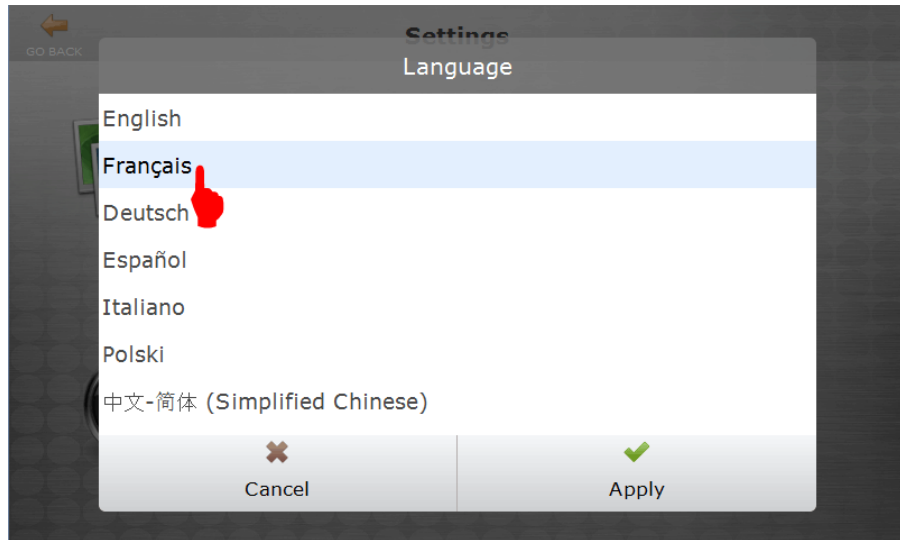 Settings
GO BACK
Language
English
Français
Deutsch
Español
Italiano
Polski
中文-简体 (Simplified Chinese)
Cancel
Apply